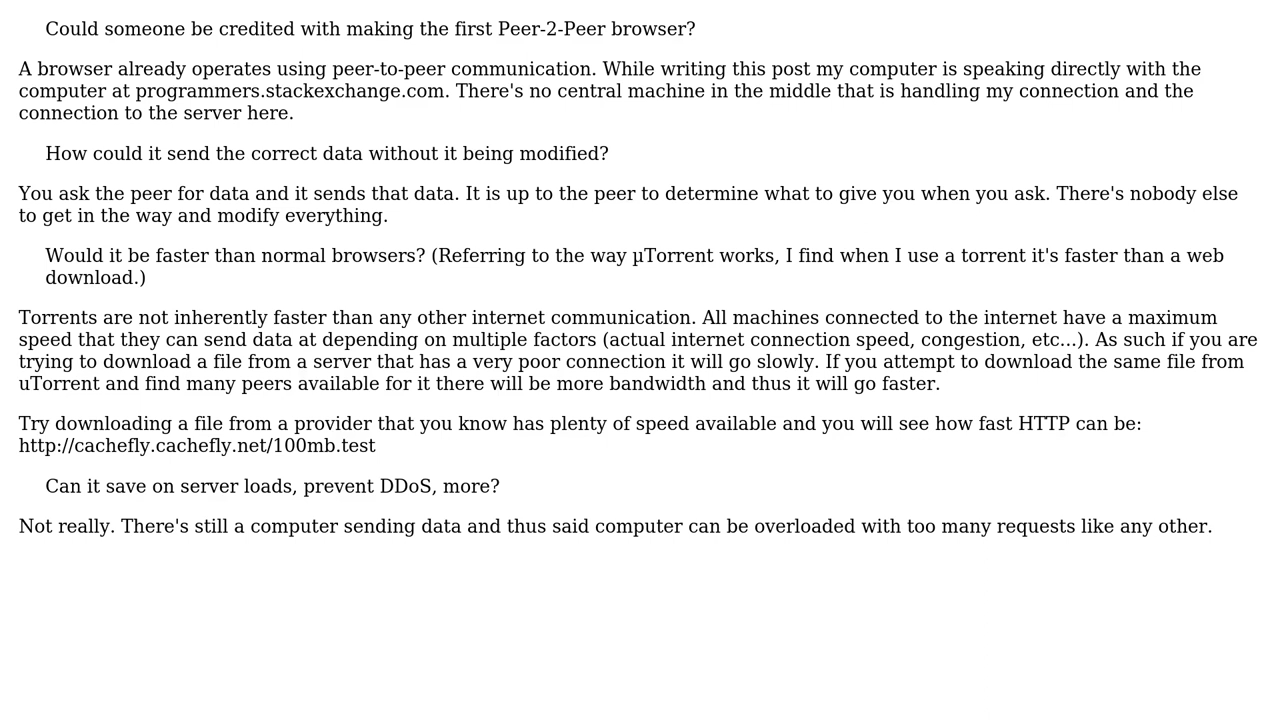 Could someone be credited with making the first Peer-2-Peer browser?
A browser already operates using peer-to-peer communication. While writing this post my computer is speaking directly with the
computer at programmers.stackexchange.com. There's no central machine in the middle that is handling my connection and the
connection to the server here.
How could it send the correct data without it being modified?
You ask the peer for data and it sends that data. It is up to the peer to determine what to give you when you ask. There's nobody else
to get in the way and modify everything.
Would it be faster than normal browsers? (Referring to the way µTorrent works, I find when I use a torrent it's faster than a web
download.)
Torrents are not inherently faster than any other internet communication. All machines connected to the internet have a maximum
speed that they can send data at depending on multiple factors (actual internet connection speed, congestion, etc...). As such if you are
trying to download a file from a server that has a very poor connection it will go slowly. If you attempt to download the same file from
uTorrent and find many peers available for it there will be more bandwidth and thus it will go faster.
Try downloading a file from a provider that you know has plenty of speed available and you will see how fast HTTP can be:
http://cachefly.cachefly.net/100mb.test
Can it save on server loads, prevent DDoS, more?
Not really. There's still a computer sending data and thus said computer can be overloaded with too many requests like any other.